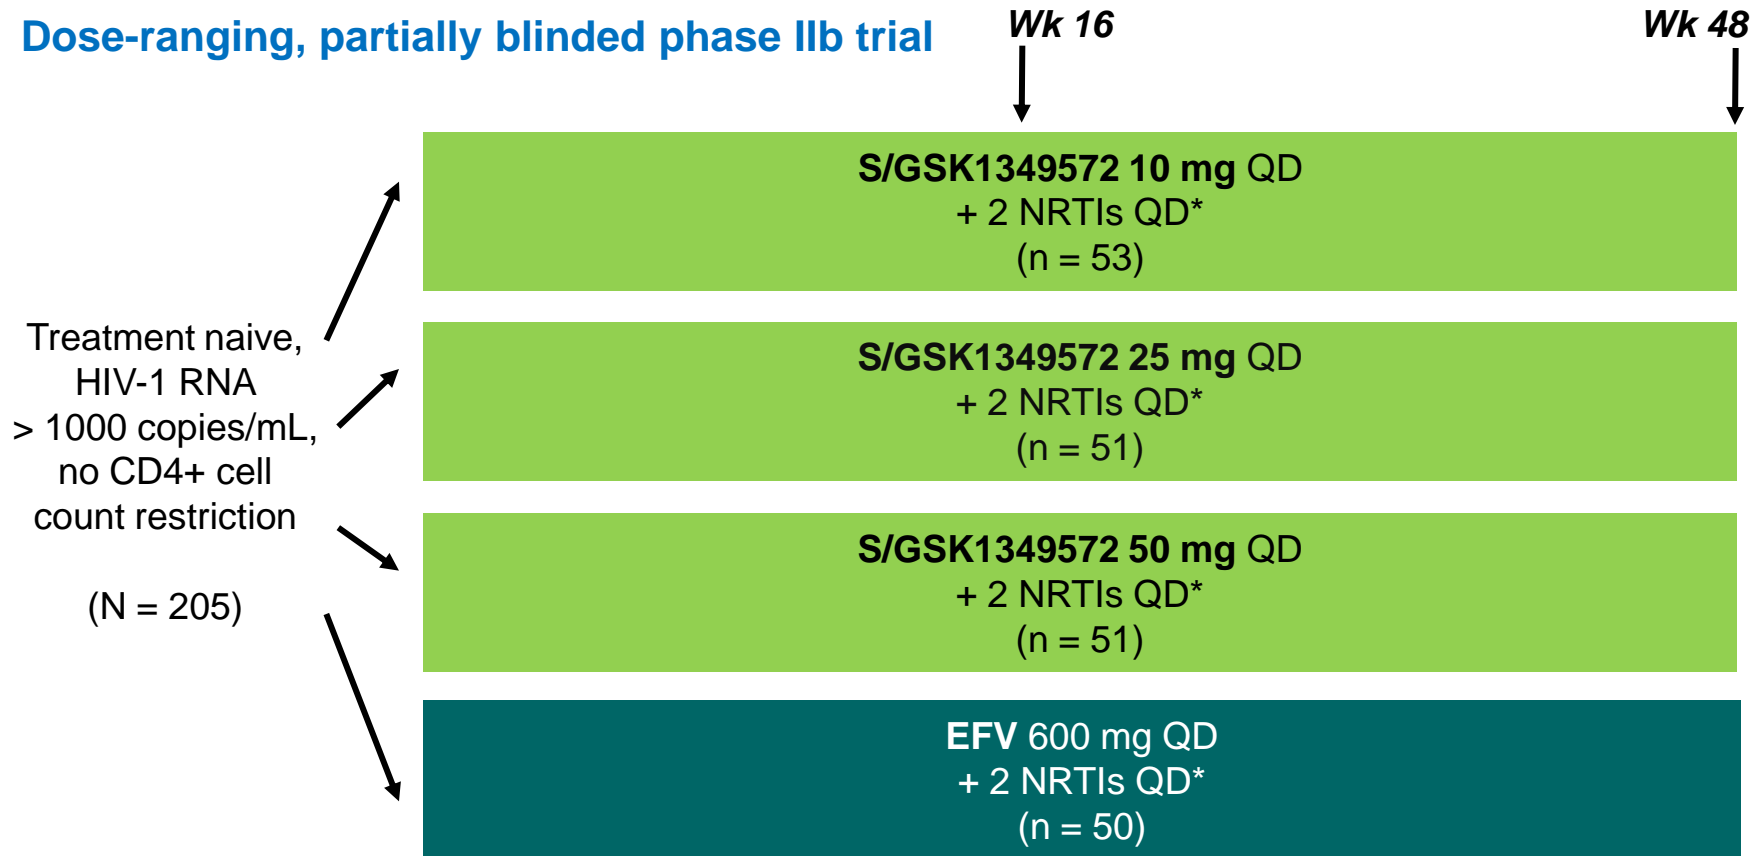 Dose-ranging, partially blinded phase IIb trial
Wk 16
Wk 48
Treatment naive,
HIV-1 RNA
> 1000 copies/mL,
no CD4+ cell
count restriction
(N = 205)
S/GSK1349572 10 mg QD
+ 2 NRTIs QD*
(n = 53)
S/GSK1349572 25 mg QD
+ 2 NRTIs QD*
(n = 51)
S/GSK1349572 50 mg QD
+ 2 NRTIs QD*
(n = 51)
EFV 600 mg QD
+ 2 NRTIs QD*
(n = 50)